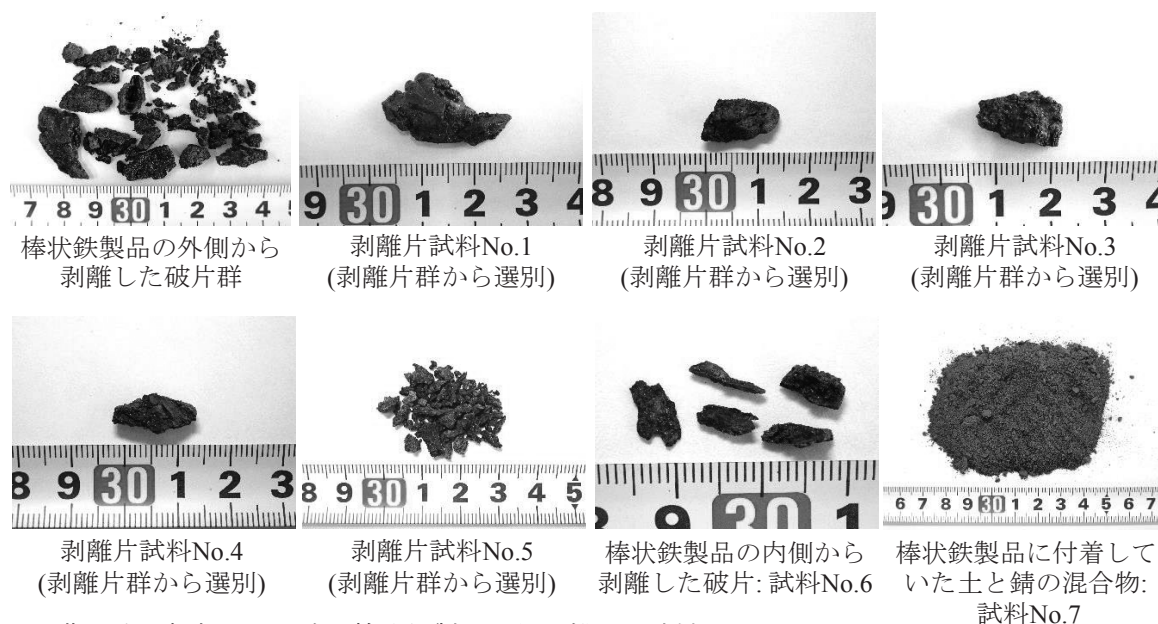 7 8 9 30 1 2 3 4
9 30 1 2 3 4
8 9 30 1 2 3
9 30 1 2 3
棒状鉄製品の外側から
剥離した破片群
剥離片試料No.1
(剥離片群から選別)
剥離片試料No.2
(剥離片群から選別)
剥離片試料No.3
(剥離片群から選別)
8 9 30 1 2 3
8 9 30 1 2 3 4 5
9 30 1
6 7 8 9 30 1 2 3 4 5 6 7
剥離片試料No.4
(剥離片群から選別)
剥離片試料No.5
(剥離片群から選別)
棒状鉄製品の内側から
剥離した破片: 試料No.6
棒状鉄製品に付着して
いた土と錆の混合物:
試料No.7